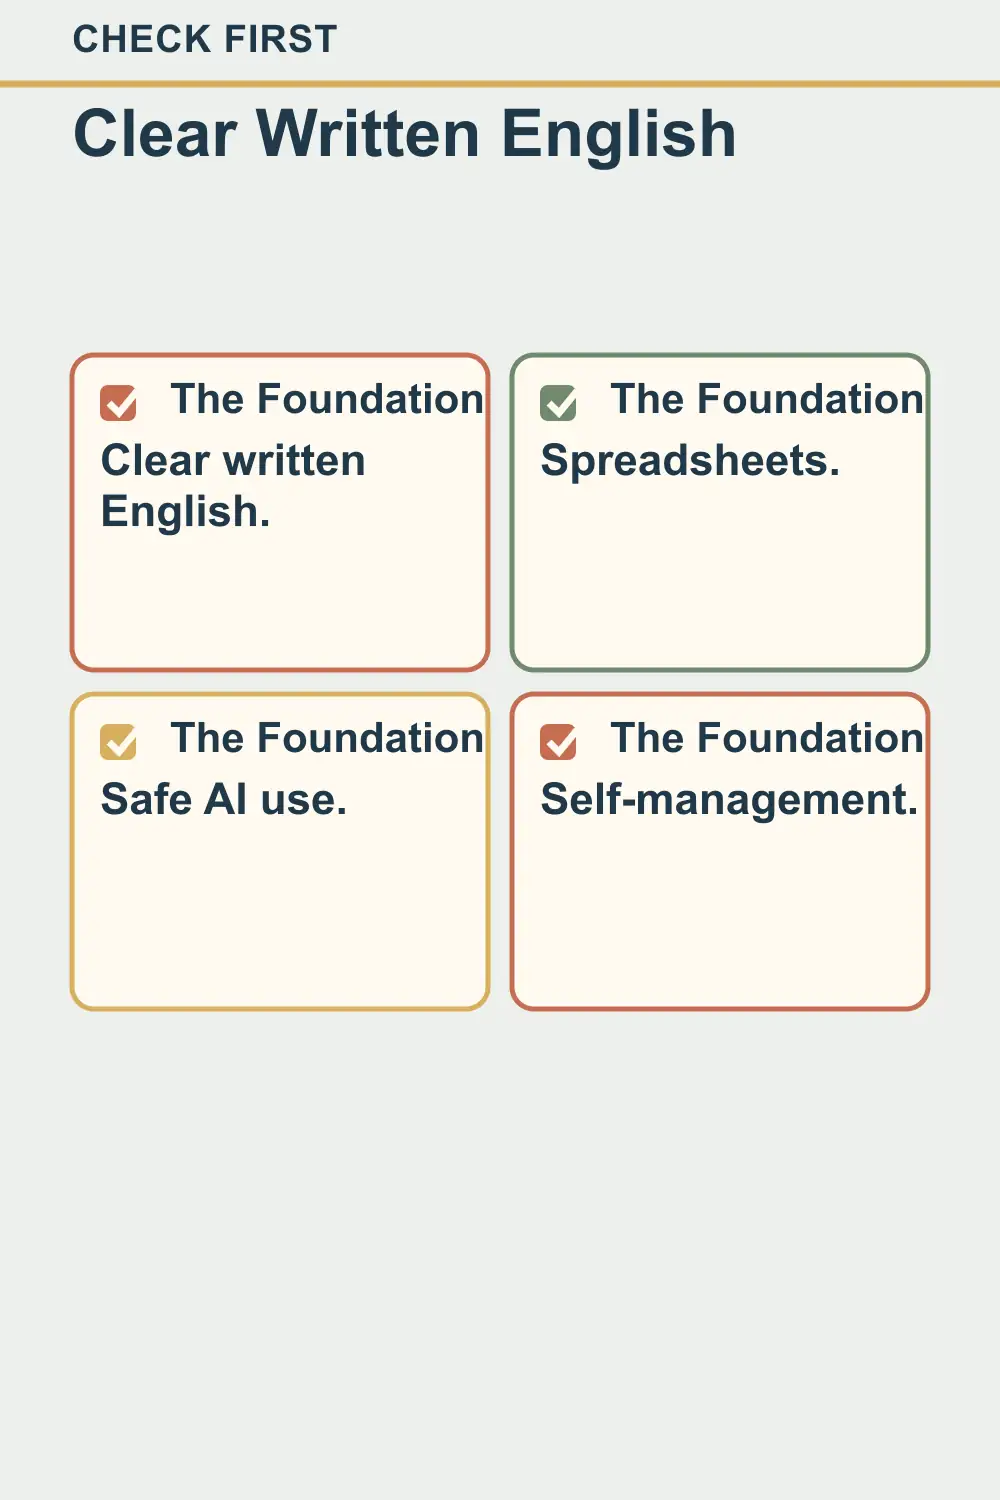 CHECK FIRST
Clear Written English
The Foundation
Clear written
English.
The Foundation
Spreadsheets.
The Foundation
Safe AI use.
The Foundation
Self-management.